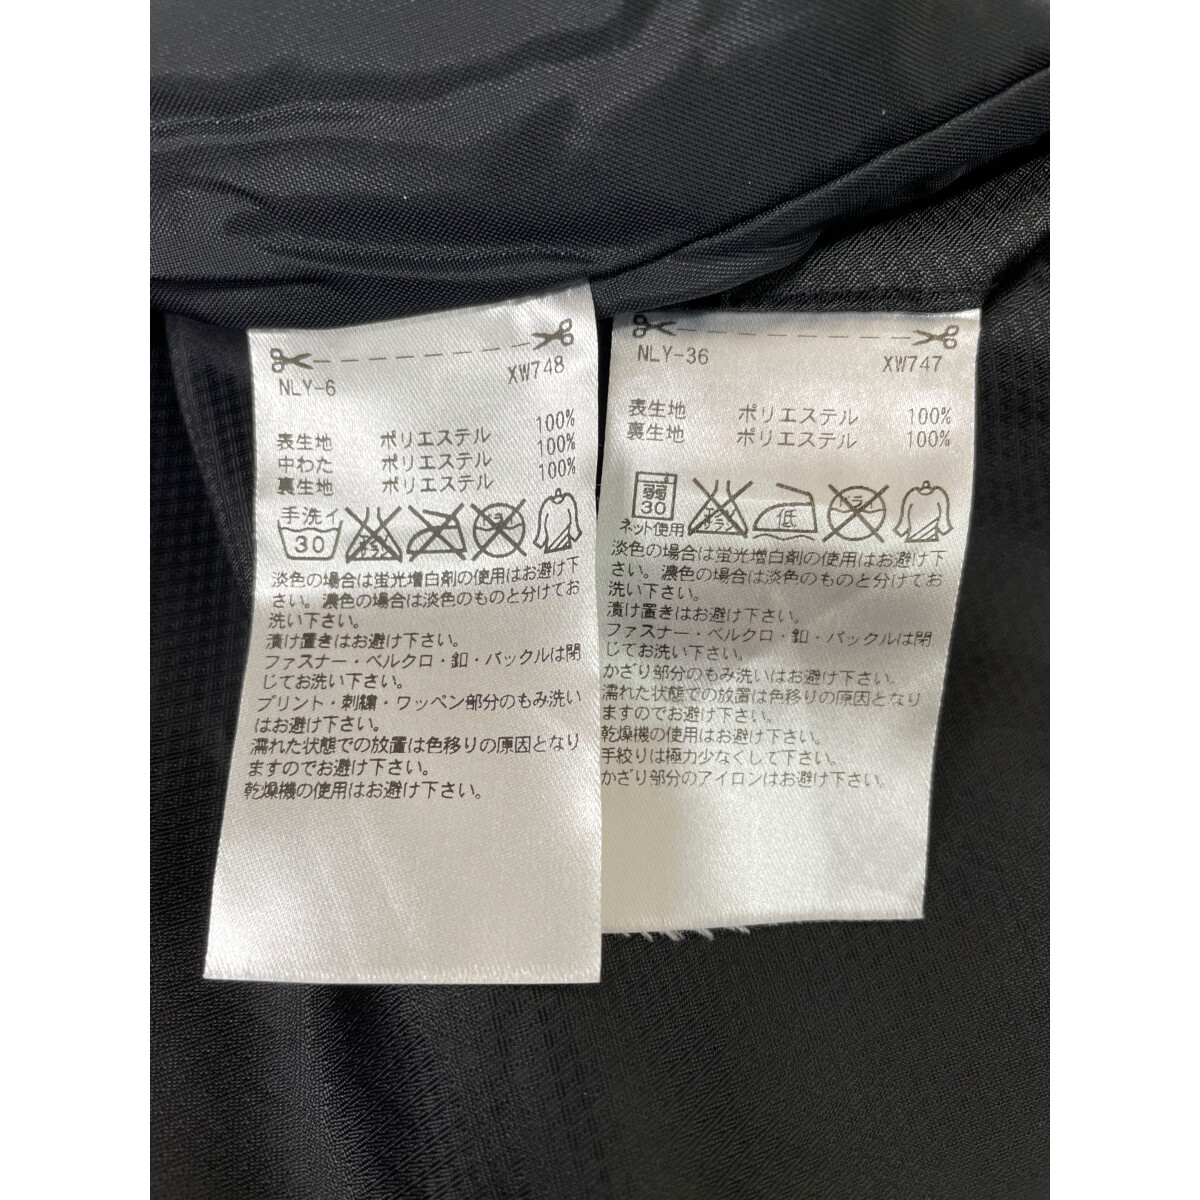 NLY-6 XW748
表生地 ポリエステル 100%
中わた ポリエステル 100%
裏生地 ポリエステル 100%
手洗イ
30 エンソサラシ ドライ
淡色の場合は蛍光増白剤の使用はお避け下
さい。濃色の場合は淡色のものと分けてお
洗い下さい。
漬け置きはお避け下さい。
ファスナー・ベルクロ・釦・バックルは閉
じてお洗い下さい。
プリント・刺繍・ワッペン部分のもみ洗い
はお避け下さい。
濡れた状態での放置は色移りの原因となり
ますのでお避け下さい。
乾燥機の使用はお避け下さい。
NLY-36 XW747
表生地 ポリエステル 100%
裏生地 ポリエステル 100%
弱
30 エンソサラシ 低 ドライ
ネット使用
淡色の場合は蛍光増白剤の使用はお避け下
さい。濃色の場合は淡色のものと分けてお
洗い下さい。
漬け置きはお避け下さい。
ファスナー・ベルクロ・釦・バックルは閉
じてお洗い下さい。
かざり部分のもみ洗いはお避け下さい。
濡れた状態での放置は色移りの原因となり
ますのでお避け下さい。
乾燥機の使用はお避け下さい。
手絞りは極力少なくして下さい。
かざり部分のアイロンはお避け下さい。